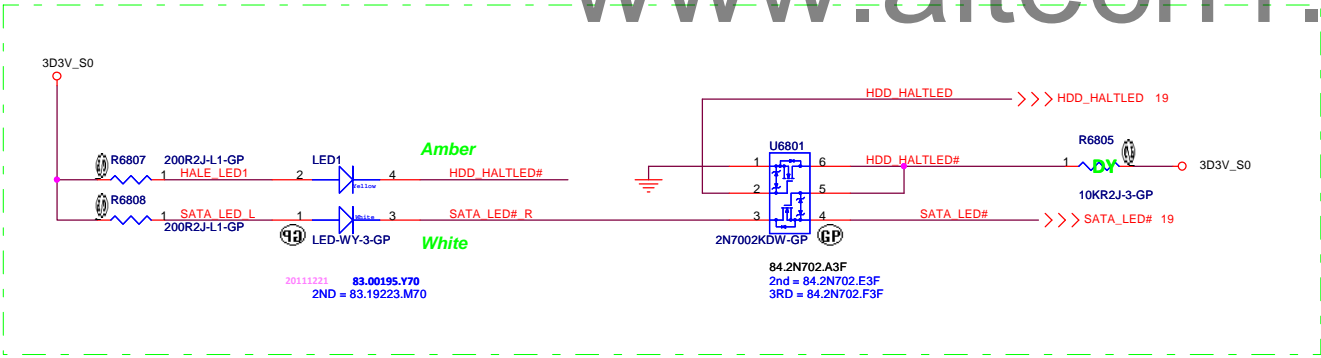 www.aitech1.
3D3V_S0
R6807 200R2J-L1-GP
1 HALE_LED1
R6808
1 SATA_LED_L
200R2J-L1-GP
LED1
Amber
2 4 HDD_HALTLED#
Yellow
1 3 SATA_LED#_R
White
GP LED-WY-3-GP
White
20111221 83.00195.Y70
2ND = 83.19223.M70
HDD_HALTLED HDD_HALTLED 19
U6801
1 6 HDD_HALTLED#
2 5
3 4 SATA_LED# SATA_LED# 19
2N7002KDW-GP GP
84.2N702.A3F
2nd = 84.2N702.E3F
3RD = 84.2N702.F3F
R6805
1 DY 3D3V_S0
10KR2J-3-GP